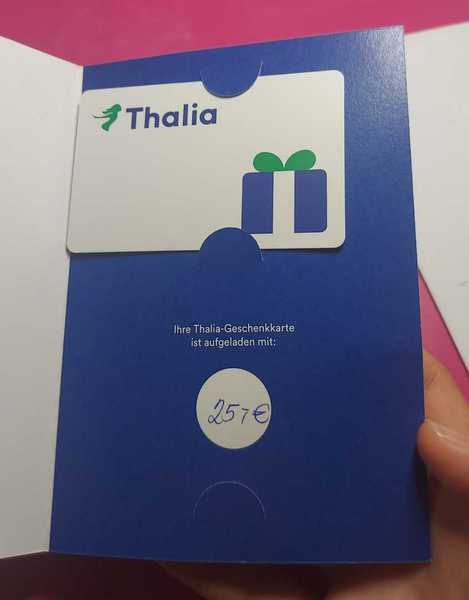 Thalia
Ihre Thalia-Geschenkkarte
ist aufgeladen mit:
25,- €